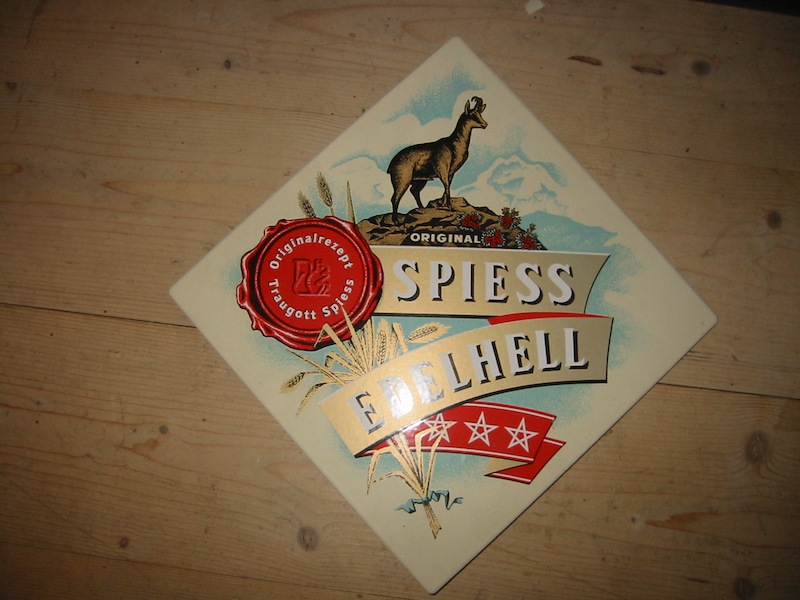 Originalrezept
Traugott Spiess
ORIGINAL
SPIESS
EDELHELL